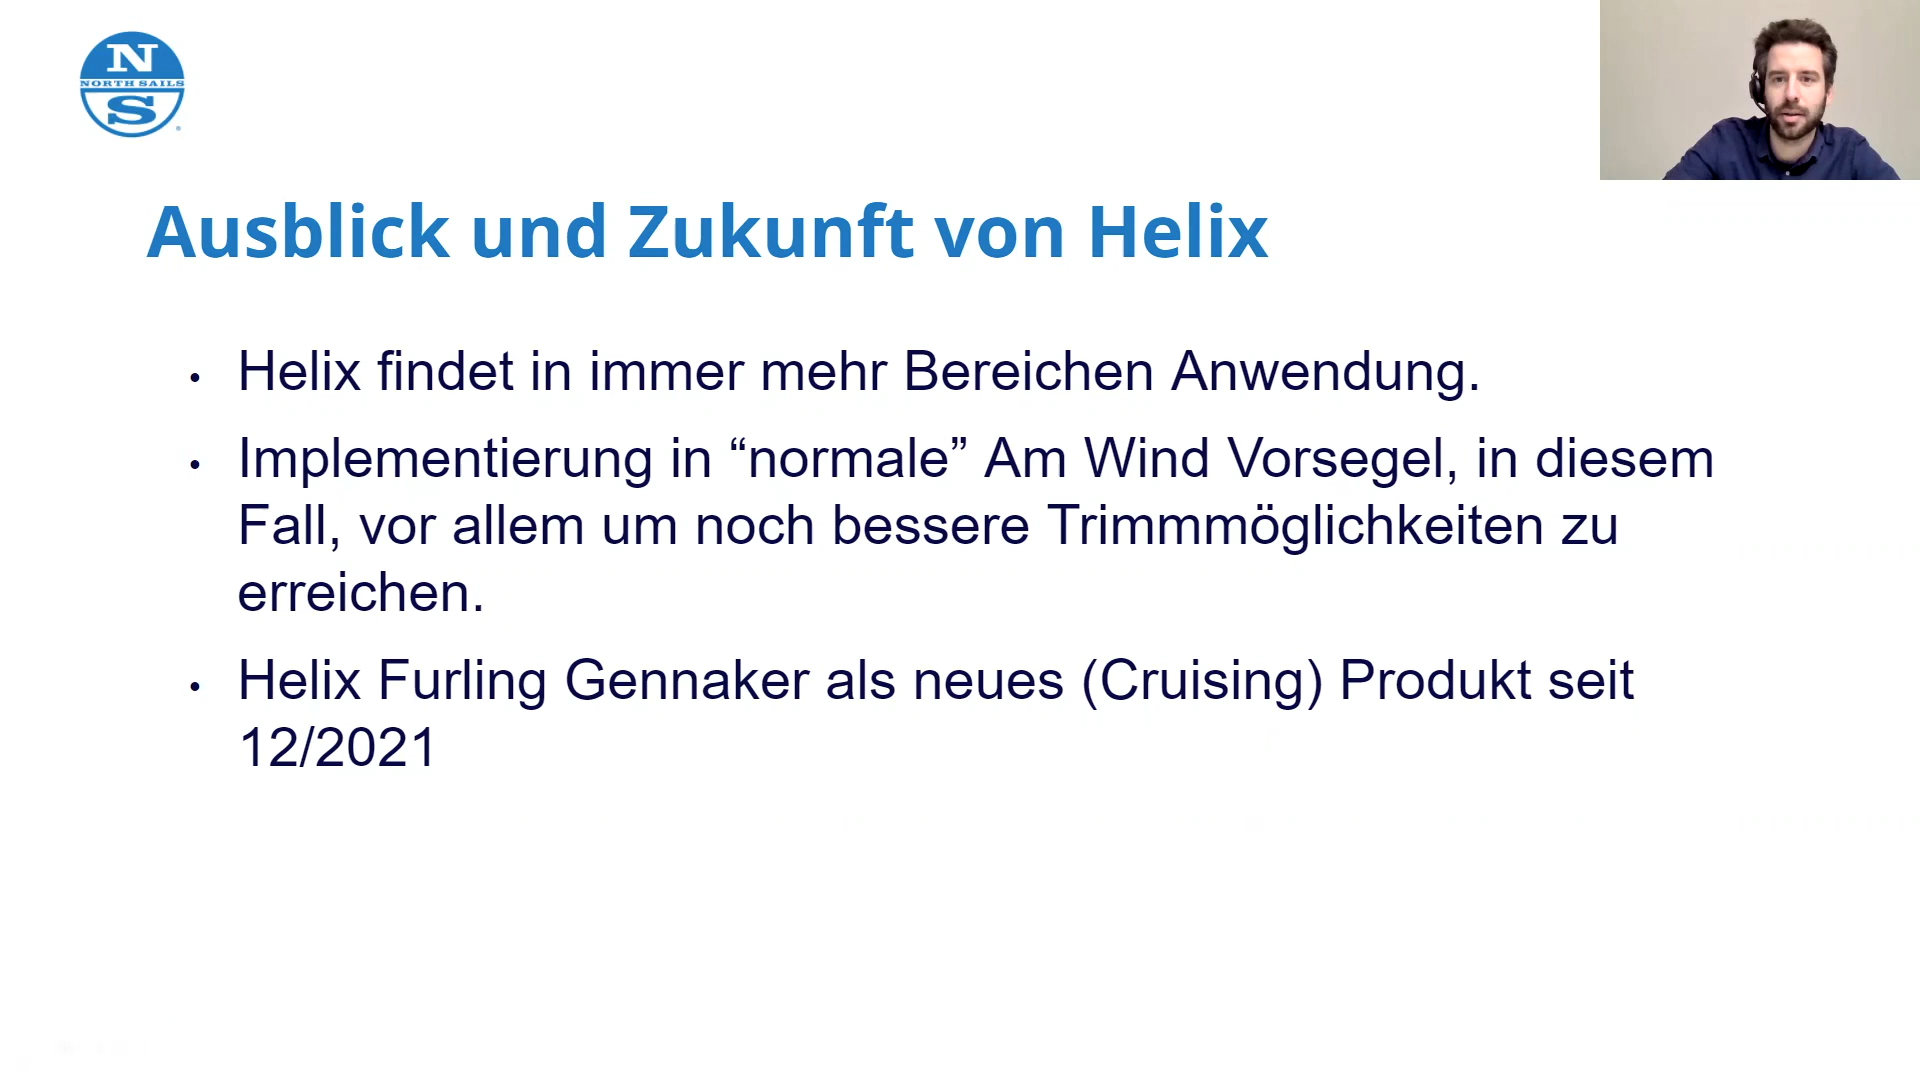 N
NORTH SAILS
S
Ausblick und Zukunft von Helix
• Helix findet in immer mehr Bereichen Anwendung.
• Implementierung in “normale” Am Wind Vorsegel, in diesem
Fall, vor allem um noch bessere Trimmmöglichkeiten zu
erreichen.
• Helix Furling Gennaker als neues (Cruising) Produkt seit
12/2021